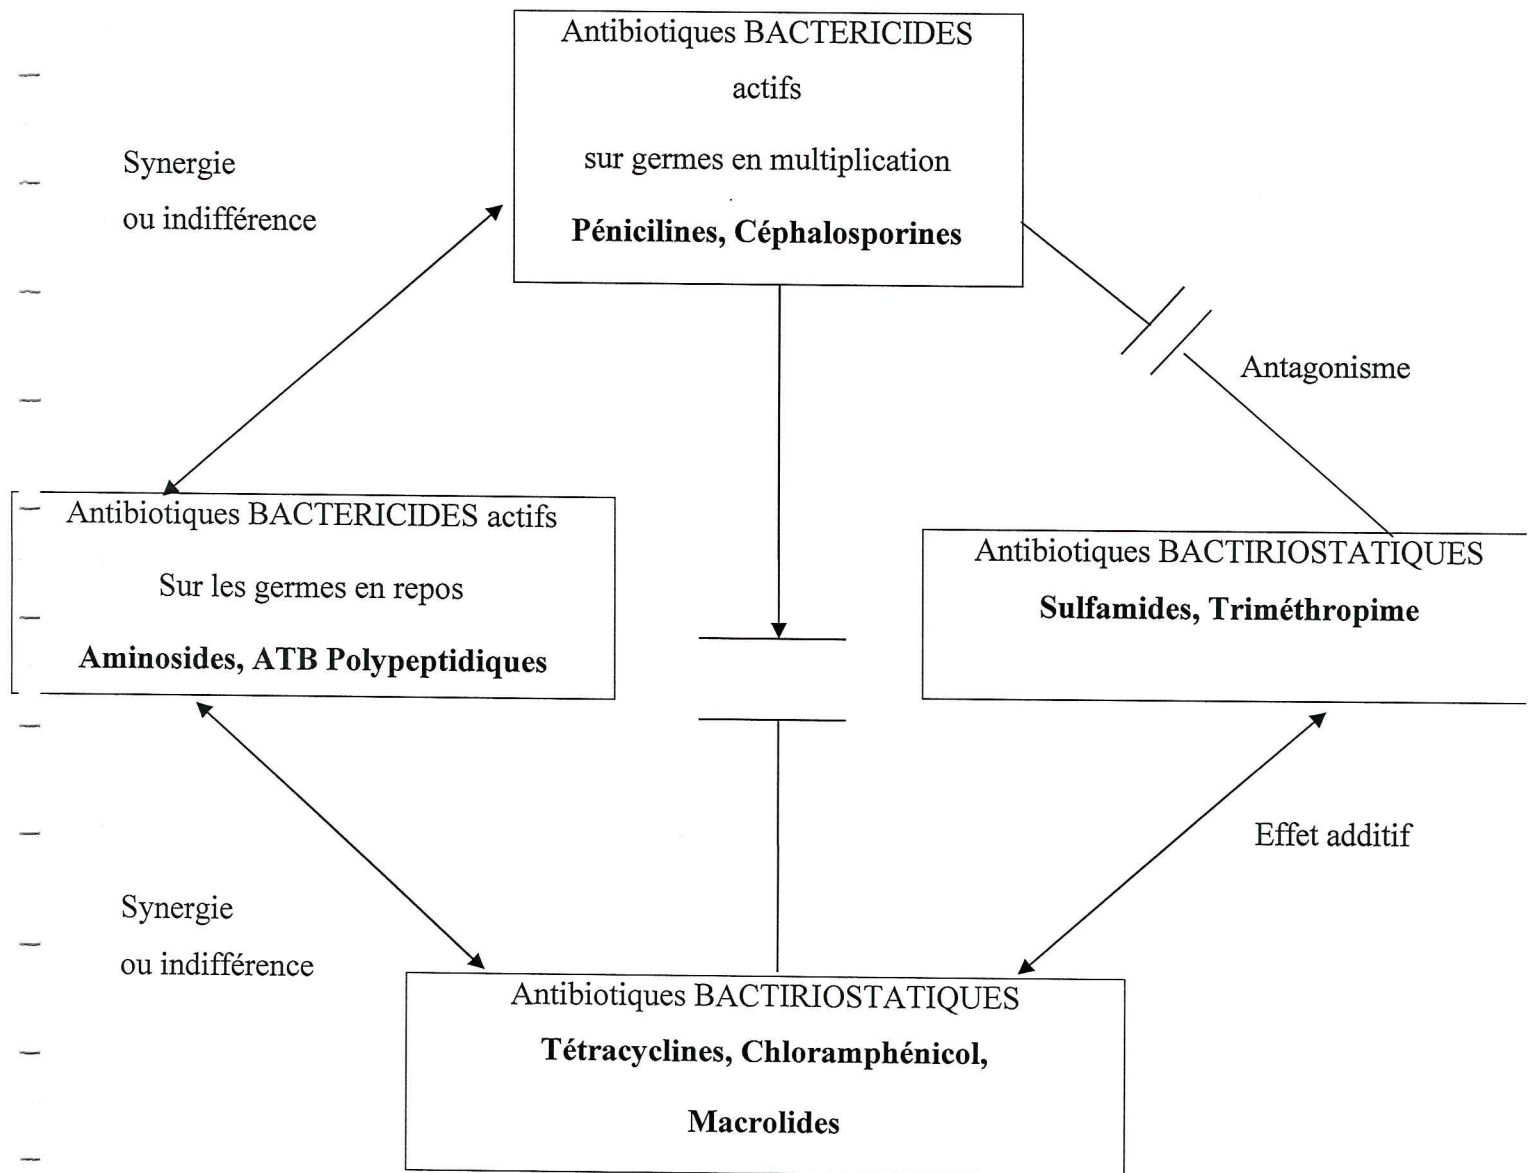 Antibiotiques BACTERICIDES
actifs
sur germes en multiplication
Pénicilines, Céphalosporines
Synergie
ou indifférence
Antagonisme
Antibiotiques BACTERICIDES actifs
Sur les germes en repos
Aminosides, ATB Polypeptidiques
Antibiotiques BACTIRIOSTATIQUES
Sulfamides, Triméthropime
Effet additif
Synergie
ou indifférence
Antibiotiques BACTIRIOSTATIQUES
Tétracyclines, Chloramphénicol,
Macrolides